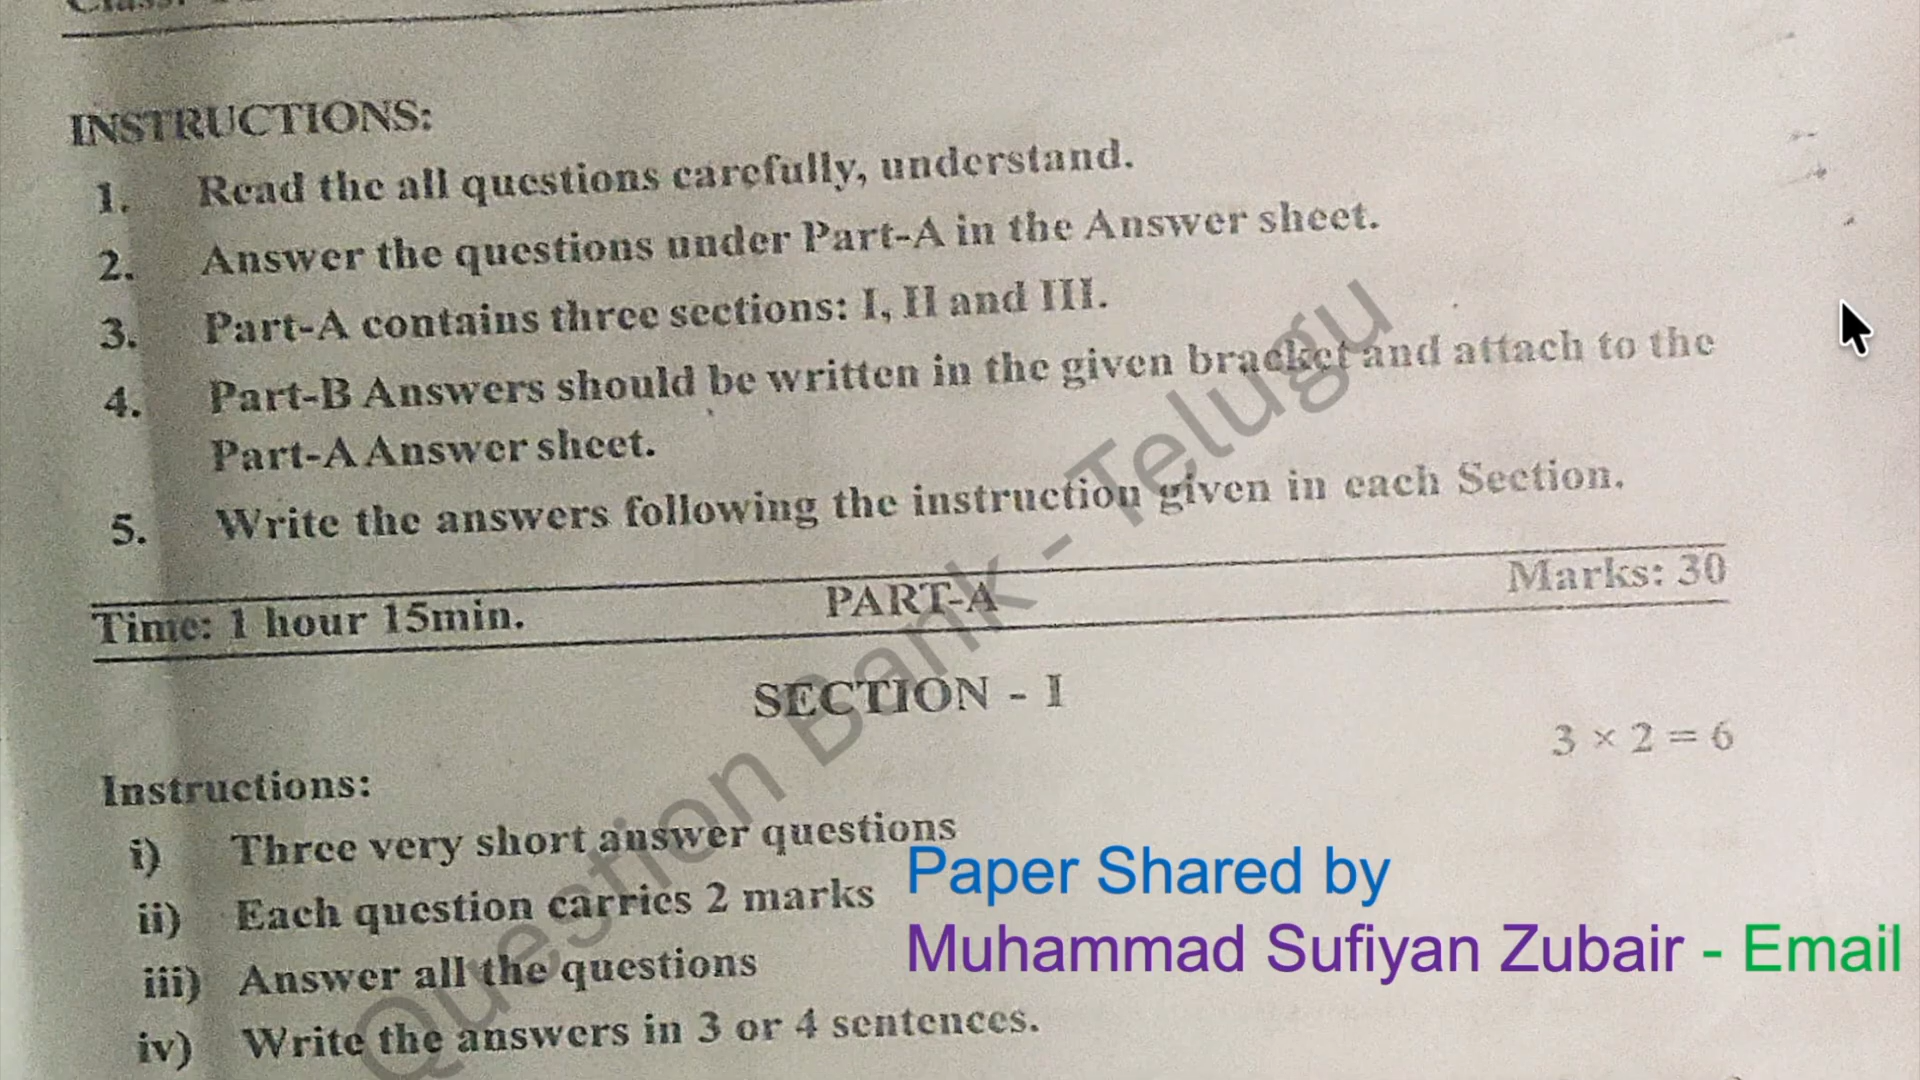 INSTRUCTIONS:
1. Read the all questions carefully, understand.
2. Answer the questions under Part-A in the Answer sheet.
3. Part-A contains three sections: I, II and III.
4. Part-B Answers should be written in the given bracket and attach to the
Part-A Answer sheet.
5. Write the answers following the instruction given in each Section.
Time: 1 hour 15min. PART-A Marks: 30
SECTION - I
3 × 2 = 6
Instructions:
i) Three very short answer questions
ii) Each question carries 2 marks
iii) Answer all the questions
iv) Write the answers in 3 or 4 sentences.
Paper Shared by
Muhammad Sufiyan Zubair - Email
Question Bank - Telugu